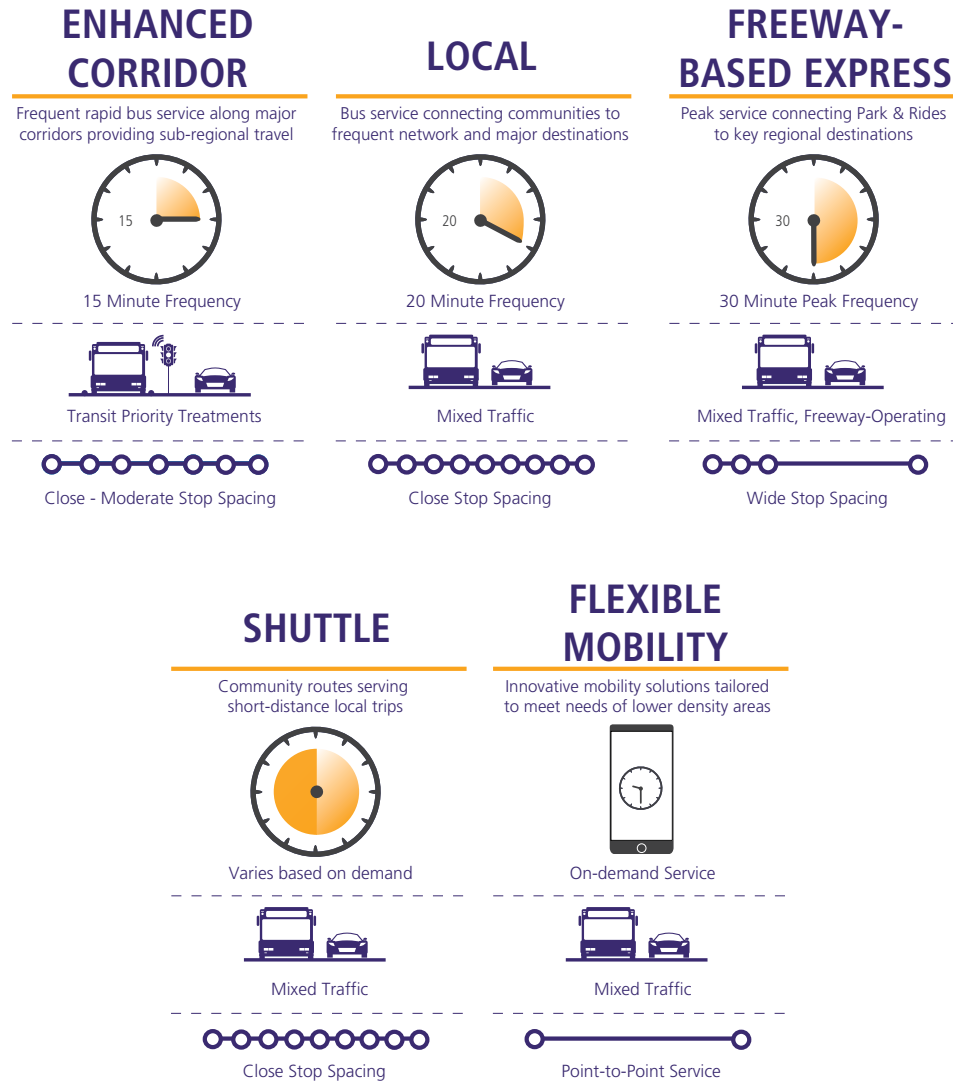 ENHANCED
CORRIDOR
Frequent rapid bus service along major
corridors providing sub-regional travel
15
15 Minute Frequency
Transit Priority Treatments
Close - Moderate Stop Spacing
LOCAL
Bus service connecting communities to
frequent network and major destinations
20
20 Minute Frequency
Mixed Traffic
Close Stop Spacing
FREEWAY-
BASED EXPRESS
Peak service connecting Park & Rides
to key regional destinations
30
30 Minute Peak Frequency
Mixed Traffic, Freeway-Operating
Wide Stop Spacing
SHUTTLE
Community routes serving
short-distance local trips
Varies based on demand
Mixed Traffic
Close Stop Spacing
FLEXIBLE
MOBILITY
Innovative mobility solutions tailored
to meet needs of lower density areas
On-demand Service
Mixed Traffic
Point-to-Point Service